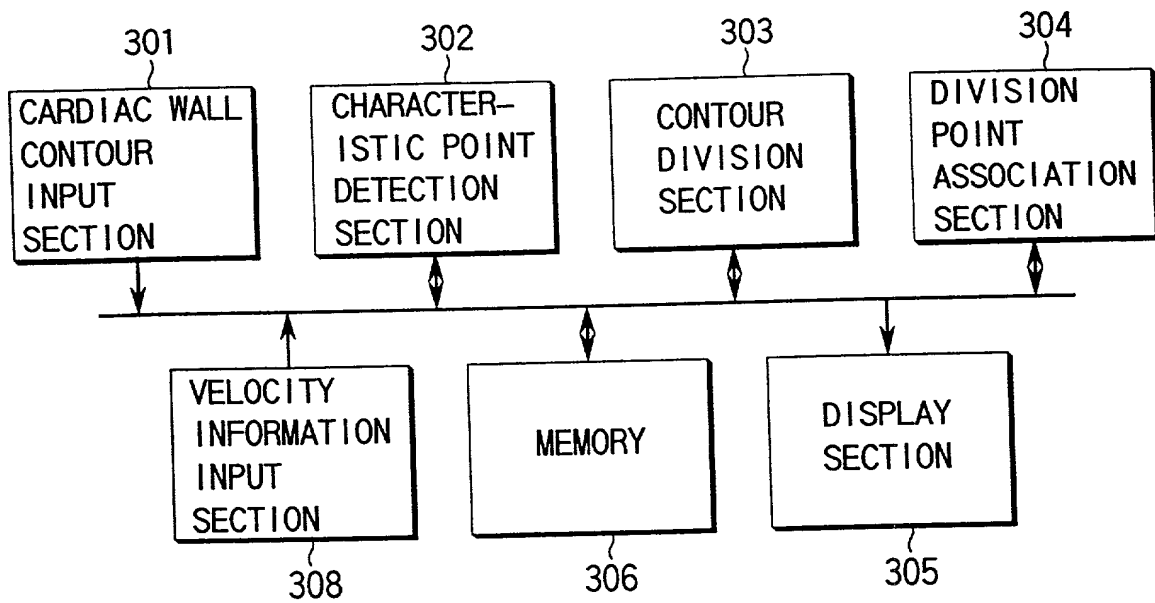 301
302
303
304
CARDIAC WALL
CONTOUR
INPUT
SECTION
CHARACTER-
ISTIC POINT
DETECTION
SECTION
CONTOUR
DIVISION
SECTION
DIVISION
POINT
ASSOCIATION
SECTION
VELOCITY
INFORMATION
INPUT
SECTION
MEMORY
DISPLAY
SECTION
308
306
305